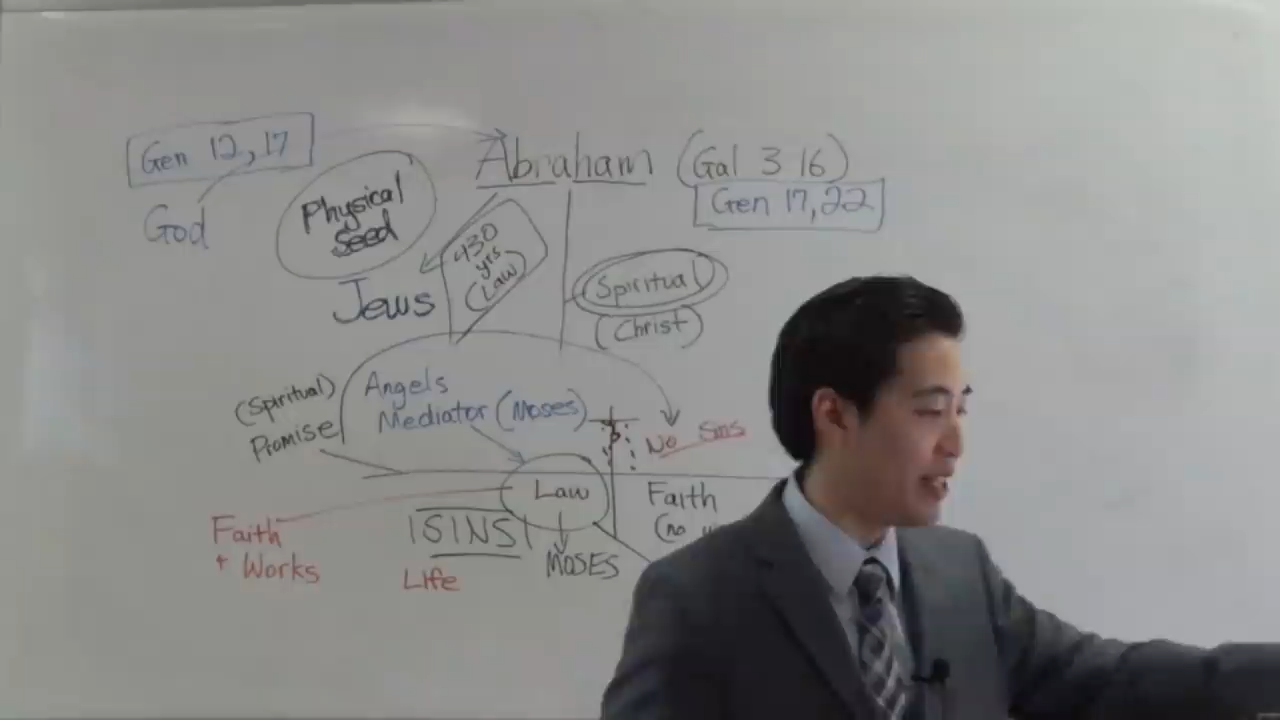 Gen 12, 17
Abraham (Gal 3 16)
Gen 17, 22
God
Physical
Seed
430
yrs
(Law)
Jews
Spiritual
(Christ)
(Spiritual)
Promise
Angels
Mediator (Moses)
No Sins
Law
Faith
(no
Faith
+ Works
SINS
Life
MOSES